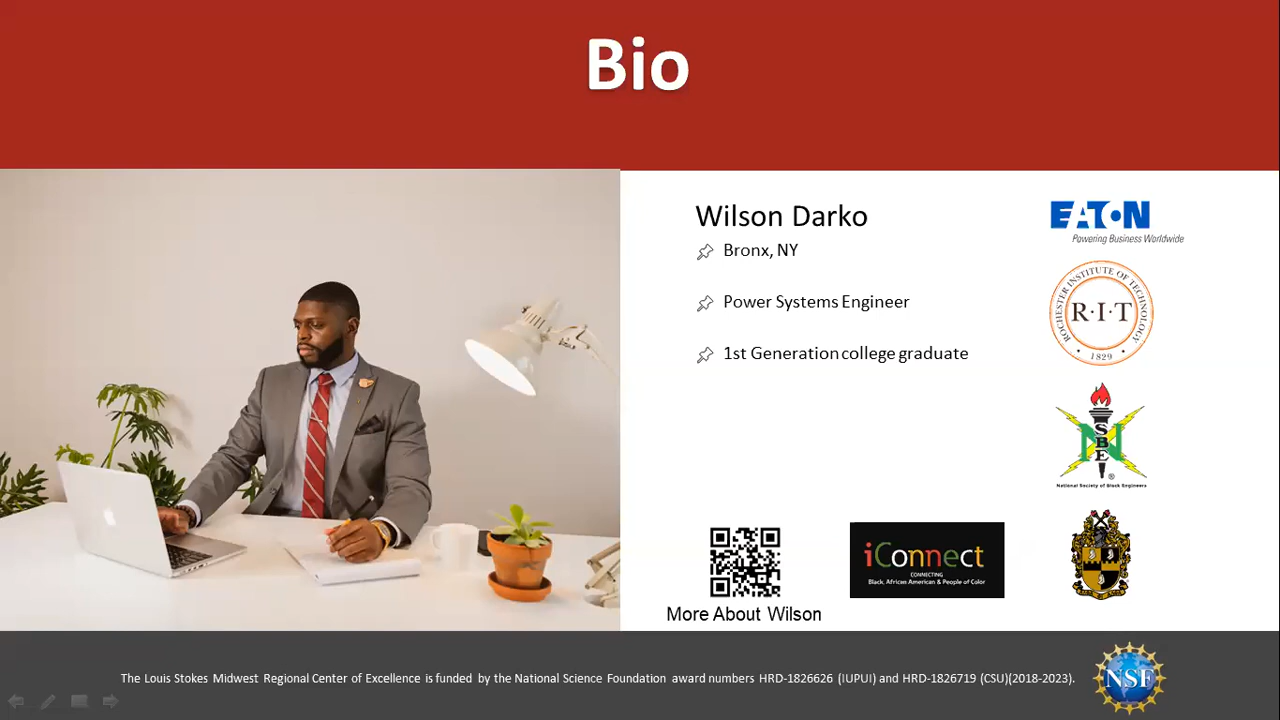 Bio
Wilson Darko
Bronx, NY
Power Systems Engineer
1st Generation college graduate
EATON
Powering Business Worldwide
ROCHESTER INSTITUTE OF TECHNOLOGY
R·I·T
• 1829 •
NSBE
®
National Society of Black Engineers
iConnect
CONNECTING
Black, African American & People of Color
More About Wilson
The Louis Stokes Midwest Regional Center of Excellence is funded by the National Science Foundation award numbers HRD-1826626 (IUPUI) and HRD-1826719 (CSU)(2018-2023).
NSF